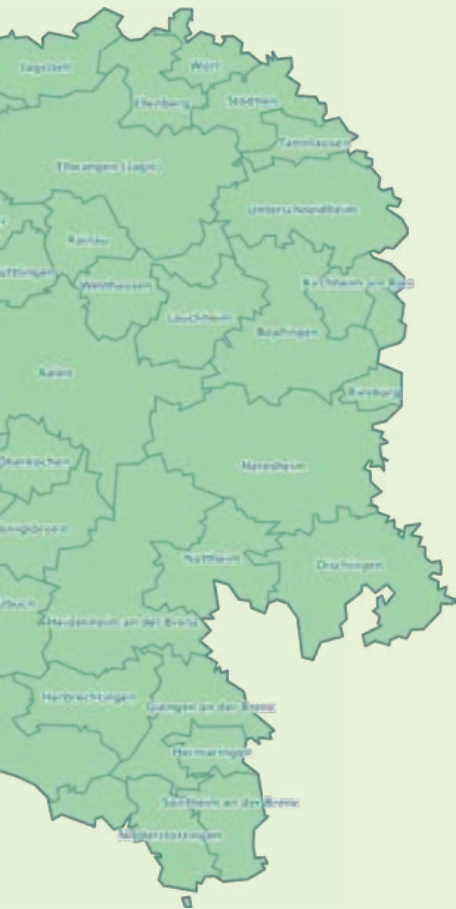 Jagstzell
Wört
Ellenberg
Stödtlen
Tannhausen
Ellwangen (Jagst)
Unterschneidheim
Rainau
Westhausen
Kirchheim am Ries
Lauchheim
Bopfingen
Aalen
Riesbürg
Oberkochen
Neresheim
Nattheim
Dischingen
Heidenheim an der Brenz
Herbrechtingen
Giengen an der Brenz
Hermaringen
Sontheim an der Brenz
Niederstotzingen